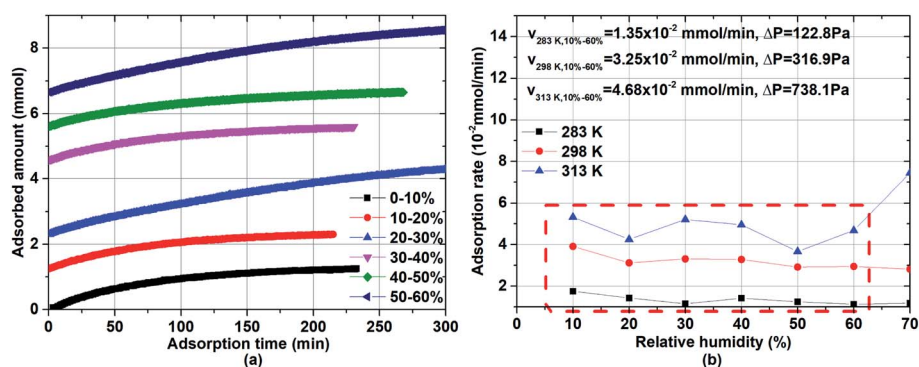 8
6
4
2
0
0
50
100
150
200
250
300
Adsorbed amount (mmol)
Adsorption time (min)
(a)
0-10%
10-20%
20-30%
30-40%
40-50%
50-60%
14
12
10
8
6
4
2
0
10
20
30
40
50
60
70
Adsorption rate (10-2mmol/min)
Relative humidity (%)
(b)
v283 K,10%-60%=1.35x10-2 mmol/min, ΔP=122.8Pa
v298 K,10%-60%=3.25x10-2 mmol/min, ΔP=316.9Pa
v313 K,10%-60%=4.68x10-2 mmol/min, ΔP=738.1Pa
283 K
298 K
313 K